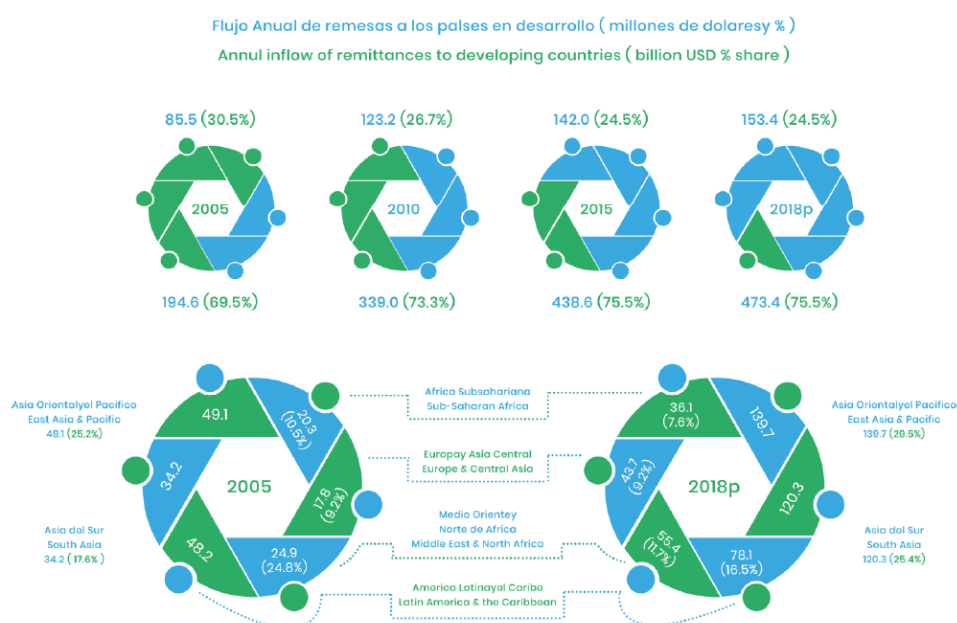 Flujo Anual de remesas a los palses en desarrollo ( millones de dolaresy % )
Annul inflow of remittances to developing countries ( billion USD % share )
85.5 (30.5%)
123.2 (26.7%)
142.0 (24.5%)
153.4 (24.5%)
2005
2010
2015
2018p
194.6 (69.5%)
339.0 (73.3%)
438.6 (75.5%)
473.4 (75.5%)
Asia Orientalyel Pacifico
East Asia & Pacific
49.1 (25.2%)
Asia del Sur
South Asia
34.2 ( 17.6%)
49.1
20.3
(10.5%)
34.2
2005
17.8
(9.2%)
48.2
24.9
(24.8%)
Africa Subsahariana
Sub-Saharan Africa
Europay Asia Central
Europe & Central Asia
Medio Orientey
Norte de Africa
Middle East & North Africa
America Latinayel Caribo
Latin America & the Caribbean
36.1
(7.6%)
139.7
43.7
(9.2%)
2018p
120.3
55.4
(11.7%)
78.1
(16.5%)
Asia Orientalyel Pacifico
East Asia & Pacific
139.7 (29.5%)
Asia del Sur
South Asia
120.3 (25.4%)